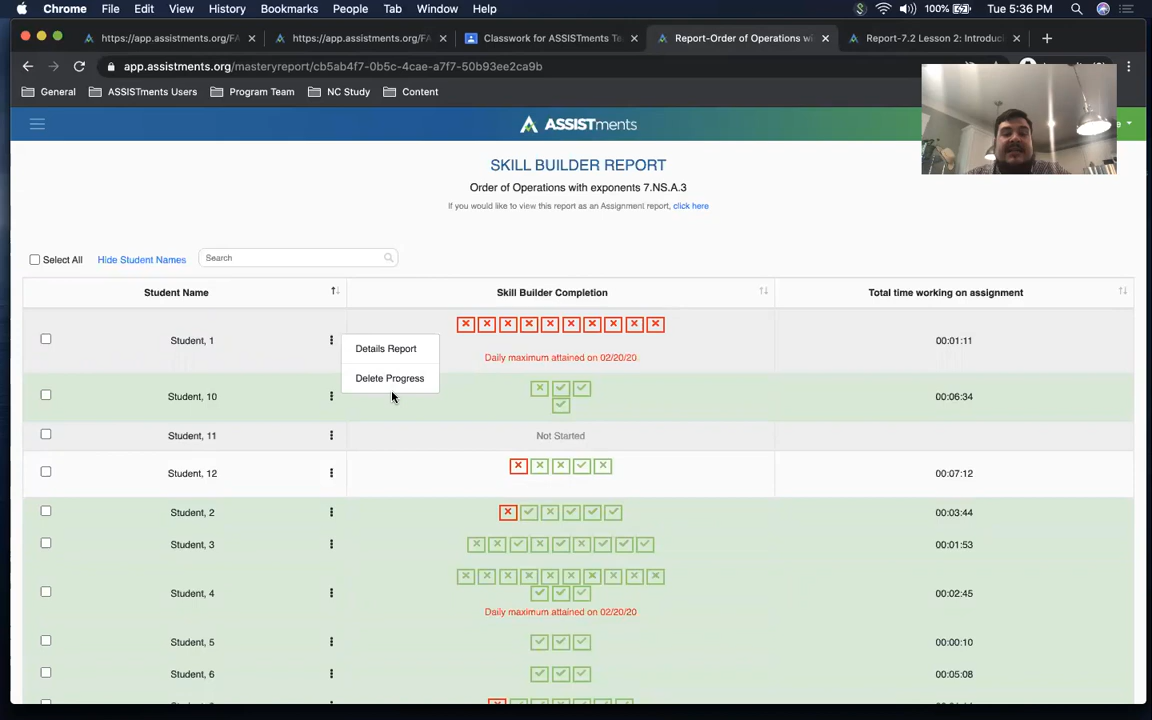 Chrome File Edit View History Bookmarks People Tab Window Help 100% Tue 5:36 PM
https://app.assistments.org/FA https://app.assistments.org/FA Classwork for ASSISTments Te Report-Order of Operations wi Report-7.2 Lesson 2: Introduc
app.assistments.org/masteryreport/cb5ab4f7-0b5c-4cae-a7f7-50b93ee2ca9b
General ASSISTments Users Program Team NC Study Content
ASSISTments
SKILL BUILDER REPORT
Order of Operations with exponents 7.NS.A.3
If you would like to view this report as an Assignment report, click here
Select All Hide Student Names Search
Student Name Skill Builder Completion Total time working on assignment
Student, 1 00:01:11
Details Report
Daily maximum attained on 02/20/20
Delete Progress
Student, 10 00:06:34
Student, 11 Not Started
Student, 12 00:07:12
Student, 2 00:03:44
Student, 3 00:01:53
Student, 4 00:02:45
Daily maximum attained on 02/20/20
Student, 5 00:00:10
Student, 6 00:05:08